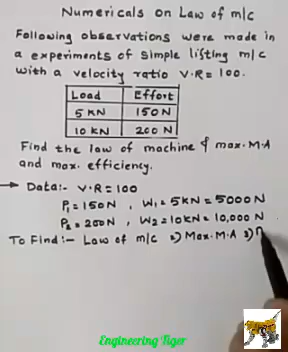 Numericals on Law of m/c
Following observations were made in
a experiments of simple lifting m/c
with a velocity ratio V.R = 100.
Load Effort
5 KN 150 N
10 KN 200 N
Find the law of machine & max. M.A
and max. efficiency.
→ Data:- V.R = 100
P₁ = 150N , W₁ = 5KN = 5000 N
P₂ = 200N , W₂ = 10KN = 10,000 N
To Find:- Law of m/c 2) Max. M.A 3)
Engineering Tiger